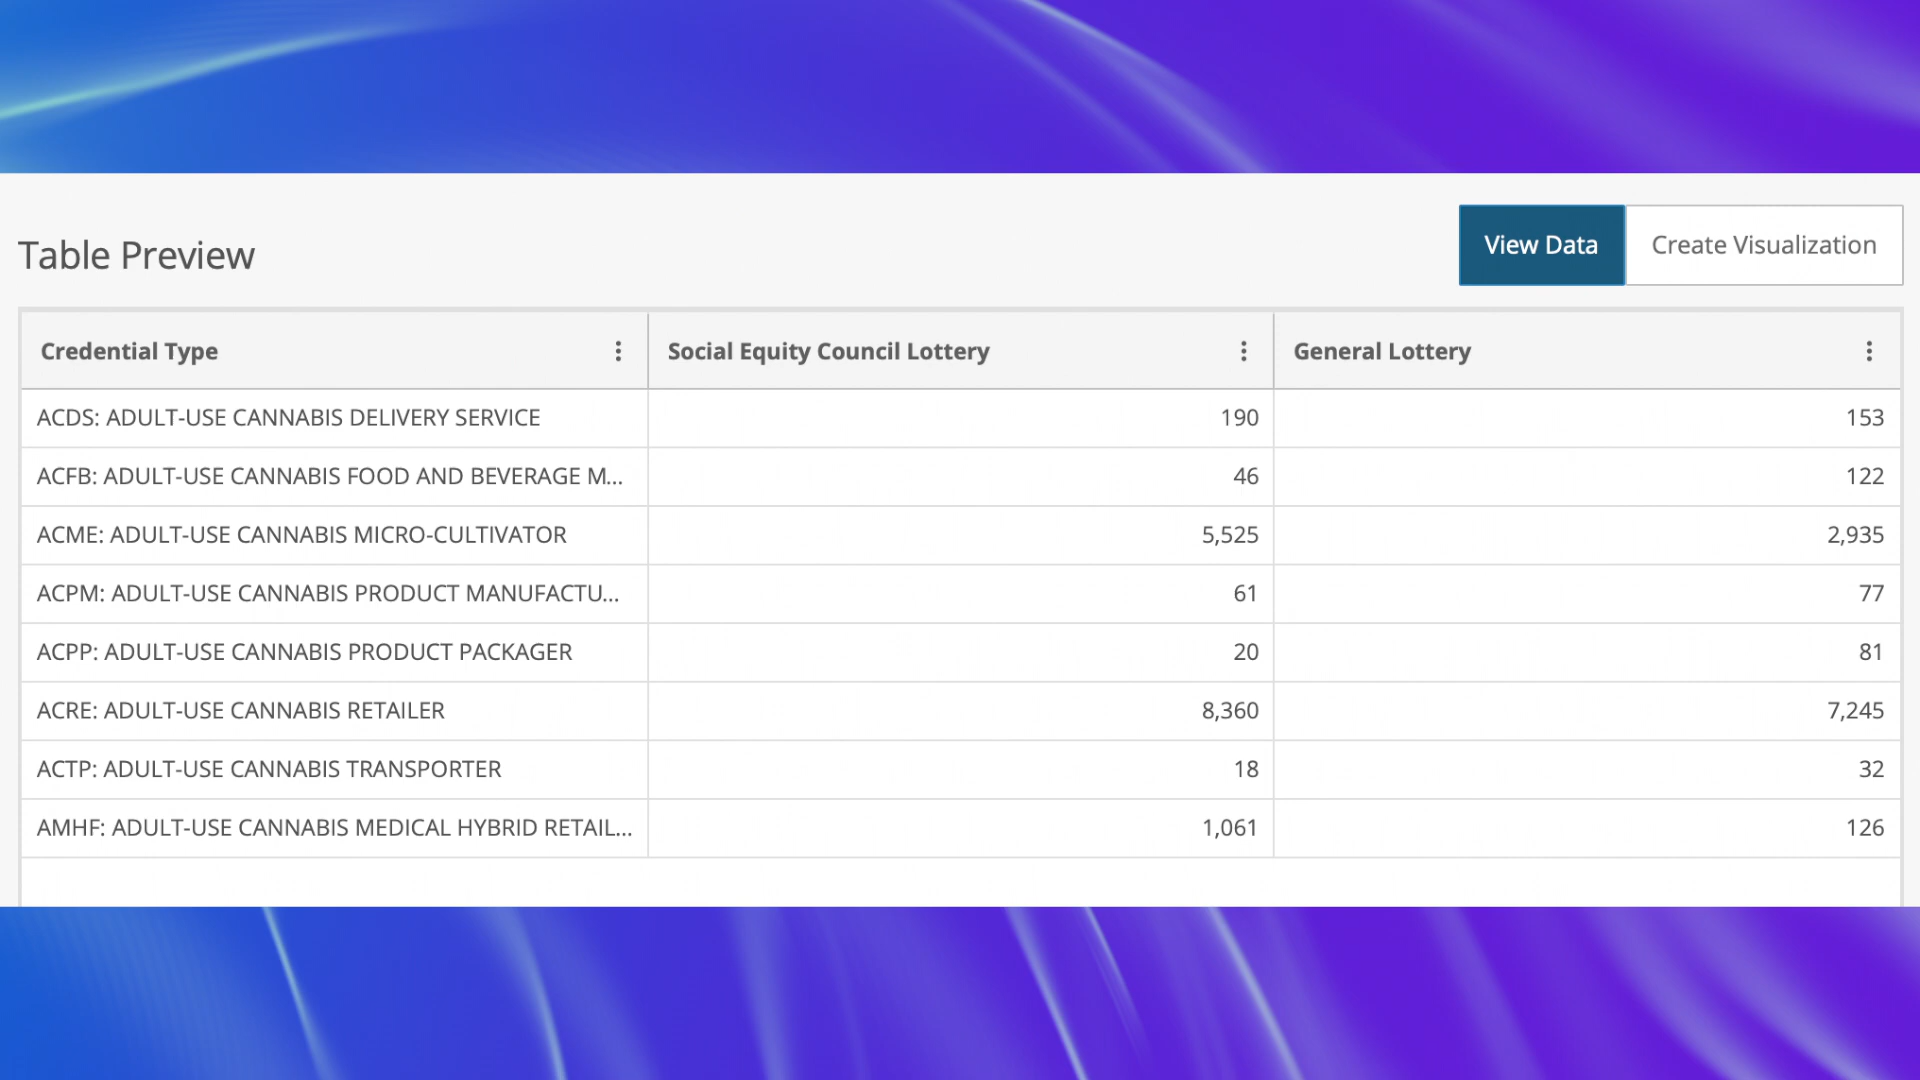 View Data Create Visualization
Table Preview
Credential Type Social Equity Council Lottery General Lottery
ACDS: ADULT-USE CANNABIS DELIVERY SERVICE 190 153
ACFB: ADULT-USE CANNABIS FOOD AND BEVERAGE M... 46 122
ACME: ADULT-USE CANNABIS MICRO-CULTIVATOR 5,525 2,935
ACPM: ADULT-USE CANNABIS PRODUCT MANUFACTU... 61 77
ACPP: ADULT-USE CANNABIS PRODUCT PACKAGER 20 81
ACRE: ADULT-USE CANNABIS RETAILER 8,360 7,245
ACTP: ADULT-USE CANNABIS TRANSPORTER 18 32
AMHF: ADULT-USE CANNABIS MEDICAL HYBRID RETAIL... 1,061 126